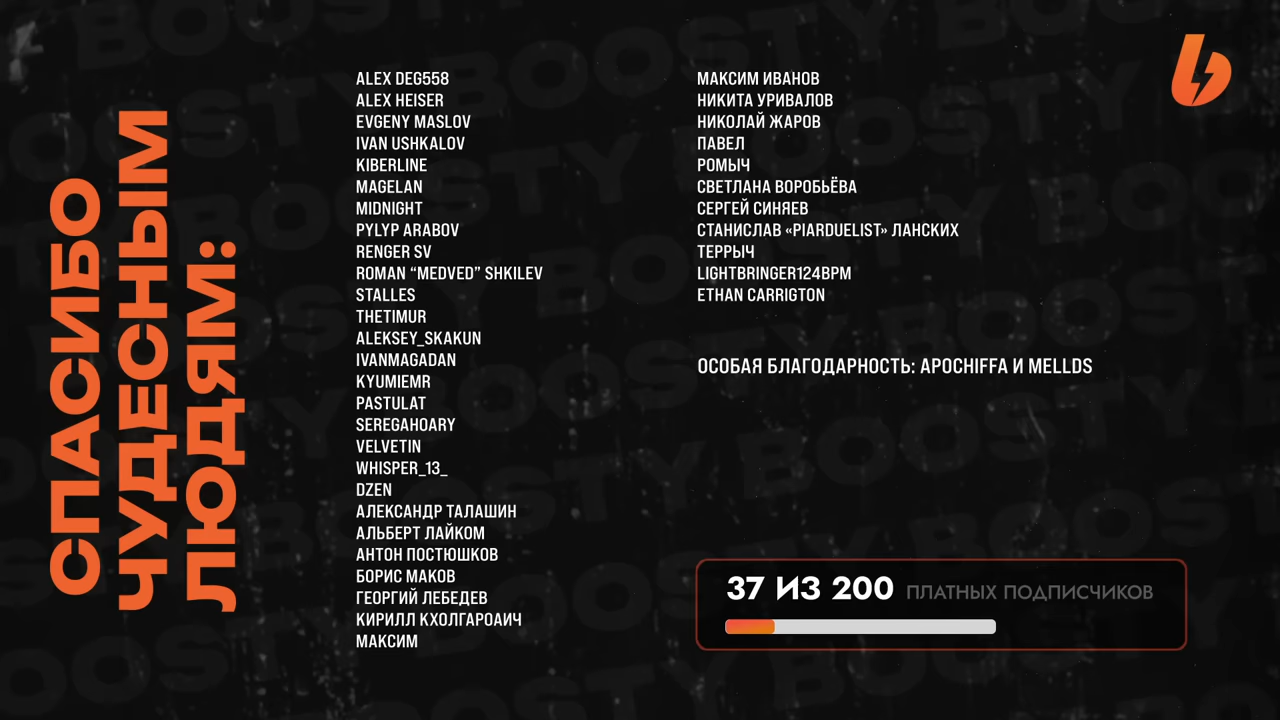 СПАСИБО
ЧУДЕСНЫМ
ЛЮДЯМ:
ALEX DEG558
ALEX HEISER
EVGENY MASLOV
IVAN USHKALOV
KIBERLINE
MAGELAN
MIDNIGHT
PYLYP ARABOV
RENGER SV
ROMAN “MEDVED” SHKILEV
STALLES
THETIMUR
ALEKSEY_SKAKUN
IVANMAGADAN
KYUMIEMR
PASTULAT
SEREGAHOARY
VELVETIN
WHISPER_13_
DZEN
АЛЕКСАНДР ТАЛАШИН
АЛЬБЕРТ ЛАЙКОМ
АНТОН ПОСТЮШКОВ
БОРИС МАКОВ
ГЕОРГИЙ ЛЕБЕДЕВ
КИРИЛЛ КХОЛГАРОАИЧ
МАКСИМ
МАКСИМ ИВАНОВ
НИКИТА УРИВАЛОВ
НИКОЛАЙ ЖАРОВ
ПАВЕЛ
РОМЫЧ
СВЕТЛАНА ВОРОБЬЁВА
СЕРГЕЙ СИНЯЕВ
СТАНИСЛАВ «PIARDUELIST» ЛАНСКИХ
ТЕРРЫЧ
LIGHTBRINGER124BPM
ETHAN CARRIGTON
ОСОБАЯ БЛАГОДАРНОСТЬ: APOCHIFFA И MELLDS
37 ИЗ 200 ПЛАТНЫХ ПОДПИСЧИКОВ